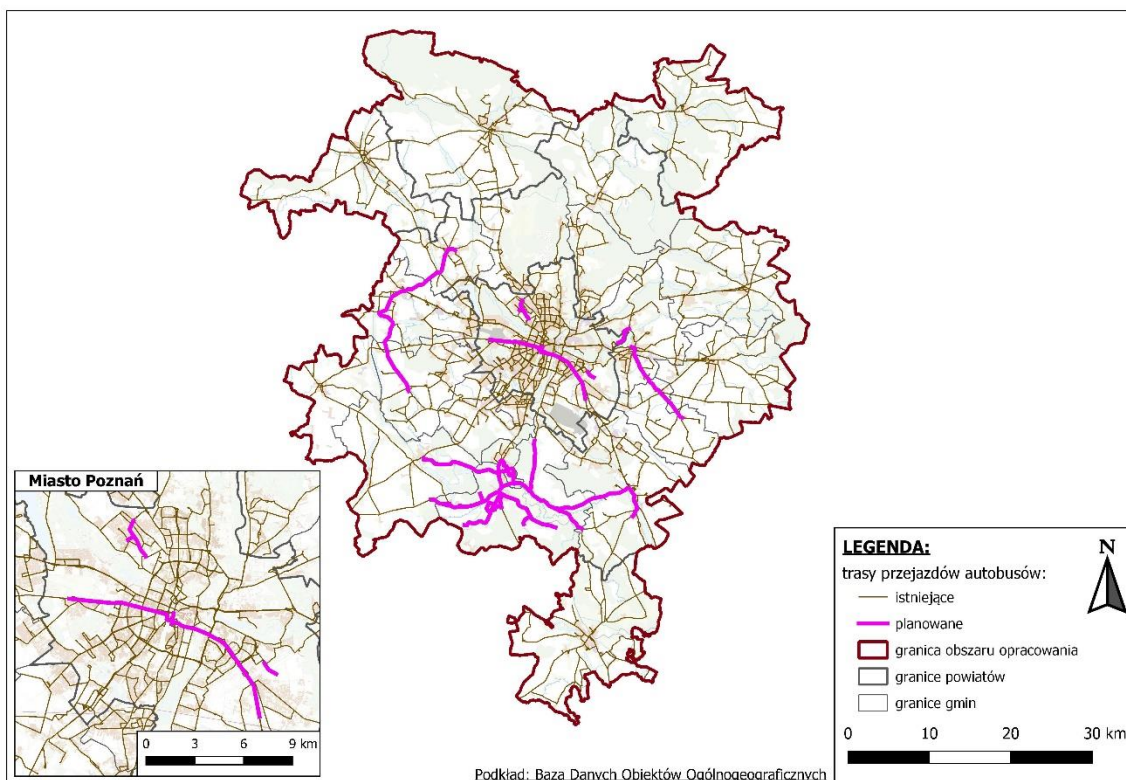 Miasto Poznań
0 3 6 9 km
LEGENDA:
N
trasy przejazdów autobusów:
istniejące
planowane
granica obszaru opracowania
granice powiatów
granice gmin
0 10 20 30 km
Podkład: Baza Danych Obiektów Ogólnogeograficznych